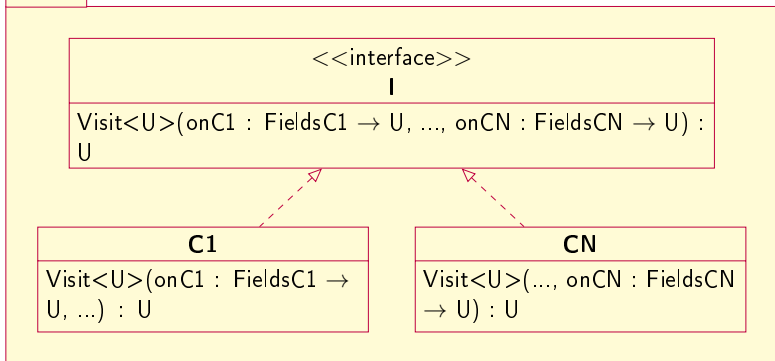 <<interface>>
I
Visit<U>(onC1 : FieldsC1 → U, ..., onCN : FieldsCN → U) :
U
C1
Visit<U>(onC1 : FieldsC1 →
U, ...) : U
CN
Visit<U>(..., onCN : FieldsCN
→ U) : U